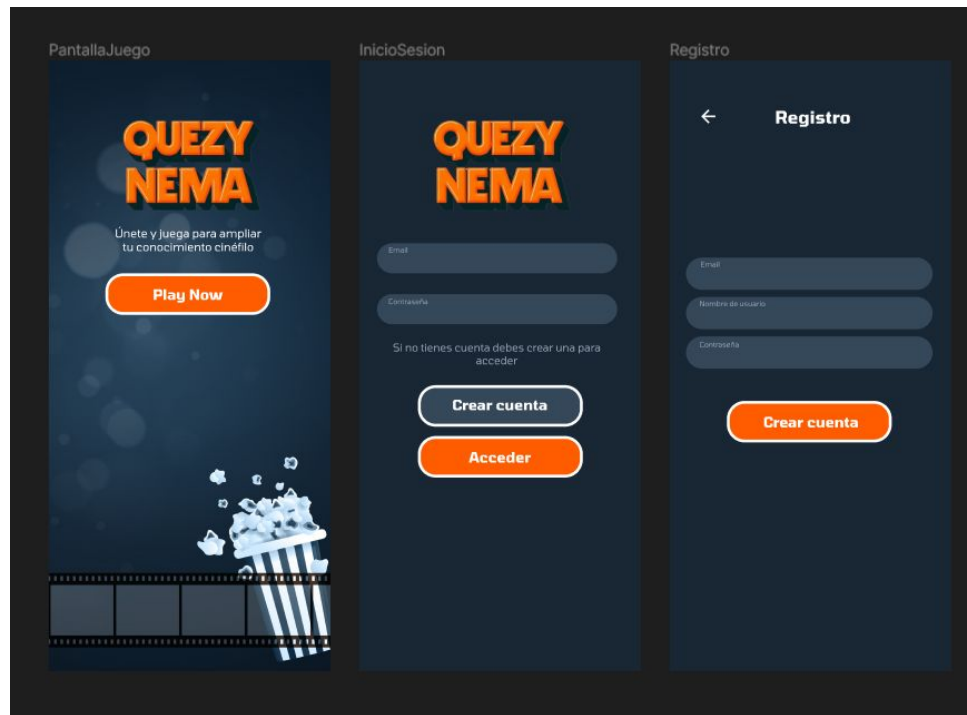 PantallaJuego
QUEZY
NEMA
Únete y juega para ampliar
tu conocimiento cinéfilo
Play Now
InicioSesion
QUEZY
NEMA
Email
Contraseña
Si no tienes cuenta debes crear una para
acceder
Crear cuenta
Acceder
Registro
Registro
Email
Nombre de usuario
Contraseña
Crear cuenta